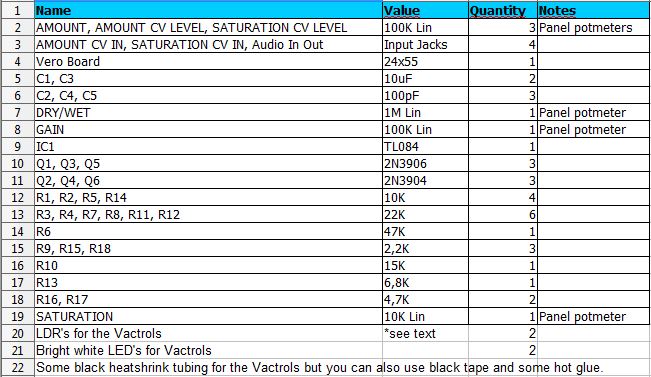 1 Name Value Quantity Notes
2 AMOUNT, AMOUNT CV LEVEL, SATURATION CV LEVEL 100K Lin 3 Panel potmeters
3 AMOUNT CV IN, SATURATION CV IN, Audio In Out Input Jacks 4
4 Vero Board 24x55 1
5 C1, C3 10uF 2
6 C2, C4, C5 100pF 3
7 DRY/WET 1M Lin 1 Panel potmeter
8 GAIN 100K Lin 1 Panel potmeter
9 IC1 TL084 1
10 Q1, Q3, Q5 2N3906 3
11 Q2, Q4, Q6 2N3904 3
12 R1, R2, R5, R14 10K 4
13 R3, R4, R7, R8, R11, R12 22K 6
14 R6 47K 1
15 R9, R15, R18 2,2K 3
16 R10 15K 1
17 R13 6,8K 1
18 R16, R17 4,7K 2
19 SATURATION 10K Lin 1 Panel potmeter
20 LDR's for the Vactrols *see text 2
21 Bright white LED's for Vactrols 2
22 Some black heatshrink tubing for the Vactrols but you can also use black tape and some hot glue.